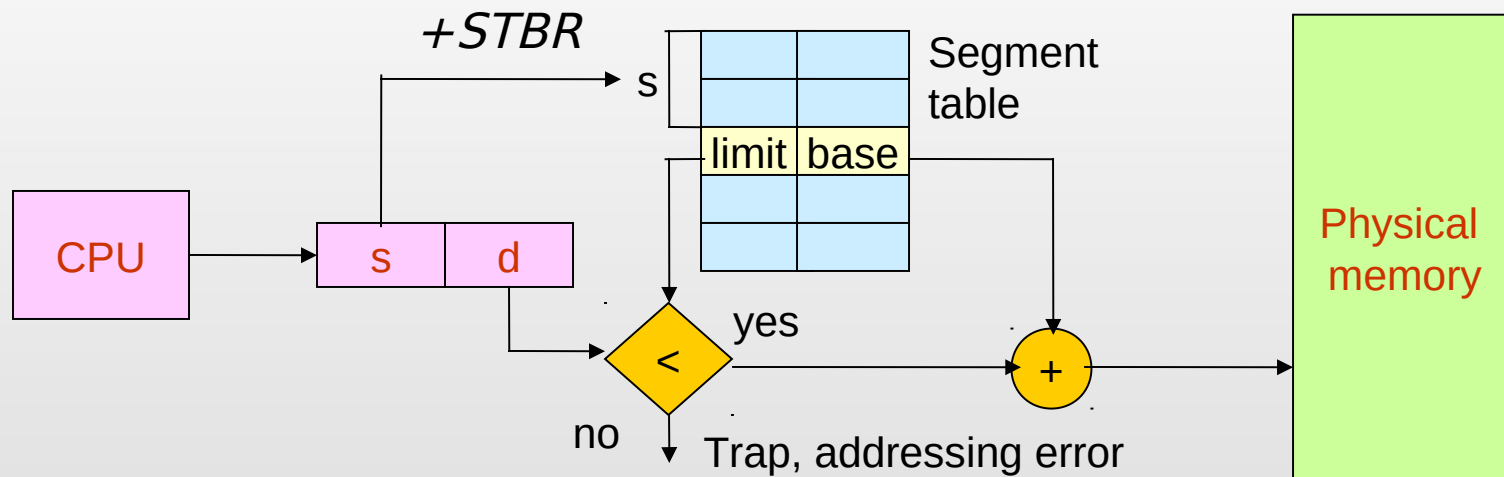 +STBR
s
Segment
table
limit base
CPU
s d
Physical
memory
yes
<
+
no
Trap, addressing error